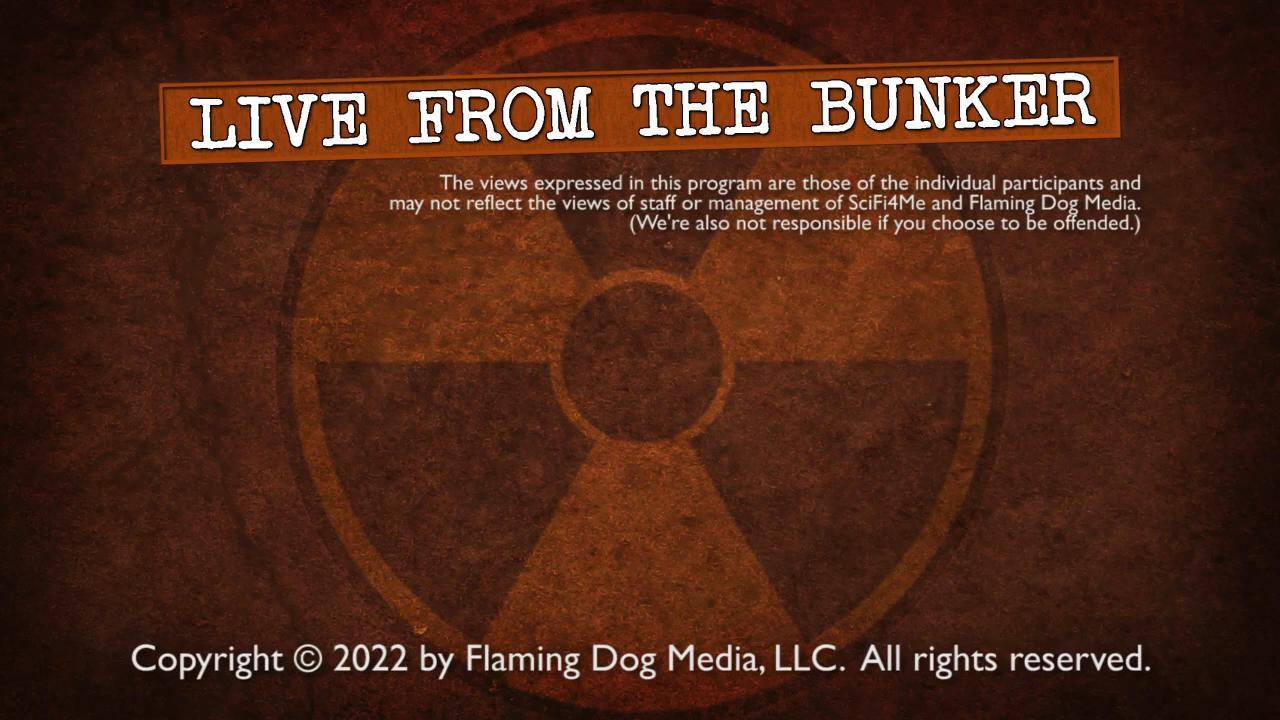 LIVE FROM THE BUNKER
The views expressed in this program are those of the individual participants and
may not reflect the views of staff or management of SciFi4Me and Flaming Dog Media.
(We're also not responsible if you choose to be offended.)
Copyright © 2022 by Flaming Dog Media, LLC. All rights reserved.